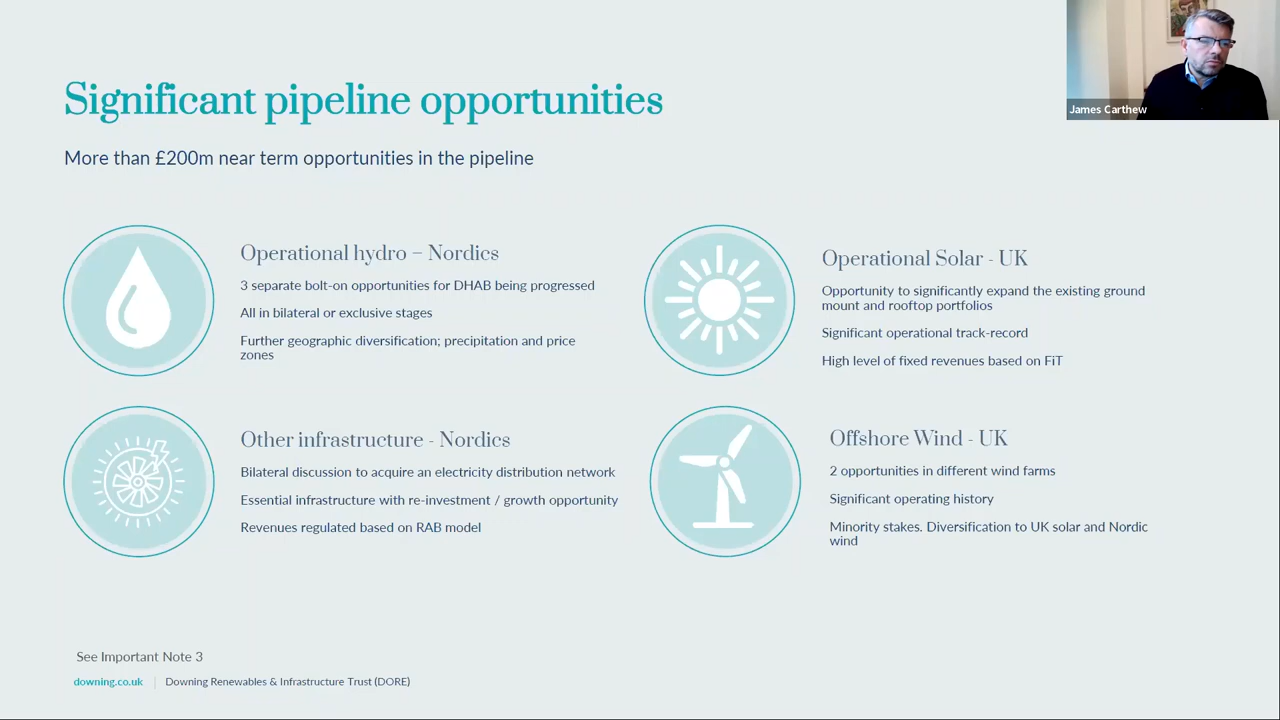 Significant pipeline opportunities
More than £200m near term opportunities in the pipeline
James Carthew
Operational hydro – Nordics
3 separate bolt-on opportunities for DHAB being progressed
All in bilateral or exclusive stages
Further geographic diversification; precipitation and price
zones
Operational Solar - UK
Opportunity to significantly expand the existing ground
mount and rooftop portfolios
Significant operational track-record
High level of fixed revenues based on FiT
Other infrastructure - Nordics
Bilateral discussion to acquire an electricity distribution network
Essential infrastructure with re-investment / growth opportunity
Revenues regulated based on RAB model
Offshore Wind - UK
2 opportunities in different wind farms
Significant operating history
Minority stakes. Diversification to UK solar and Nordic
wind
See Important Note 3
downing.co.uk | Downing Renewables & Infrastructure Trust (DORE)